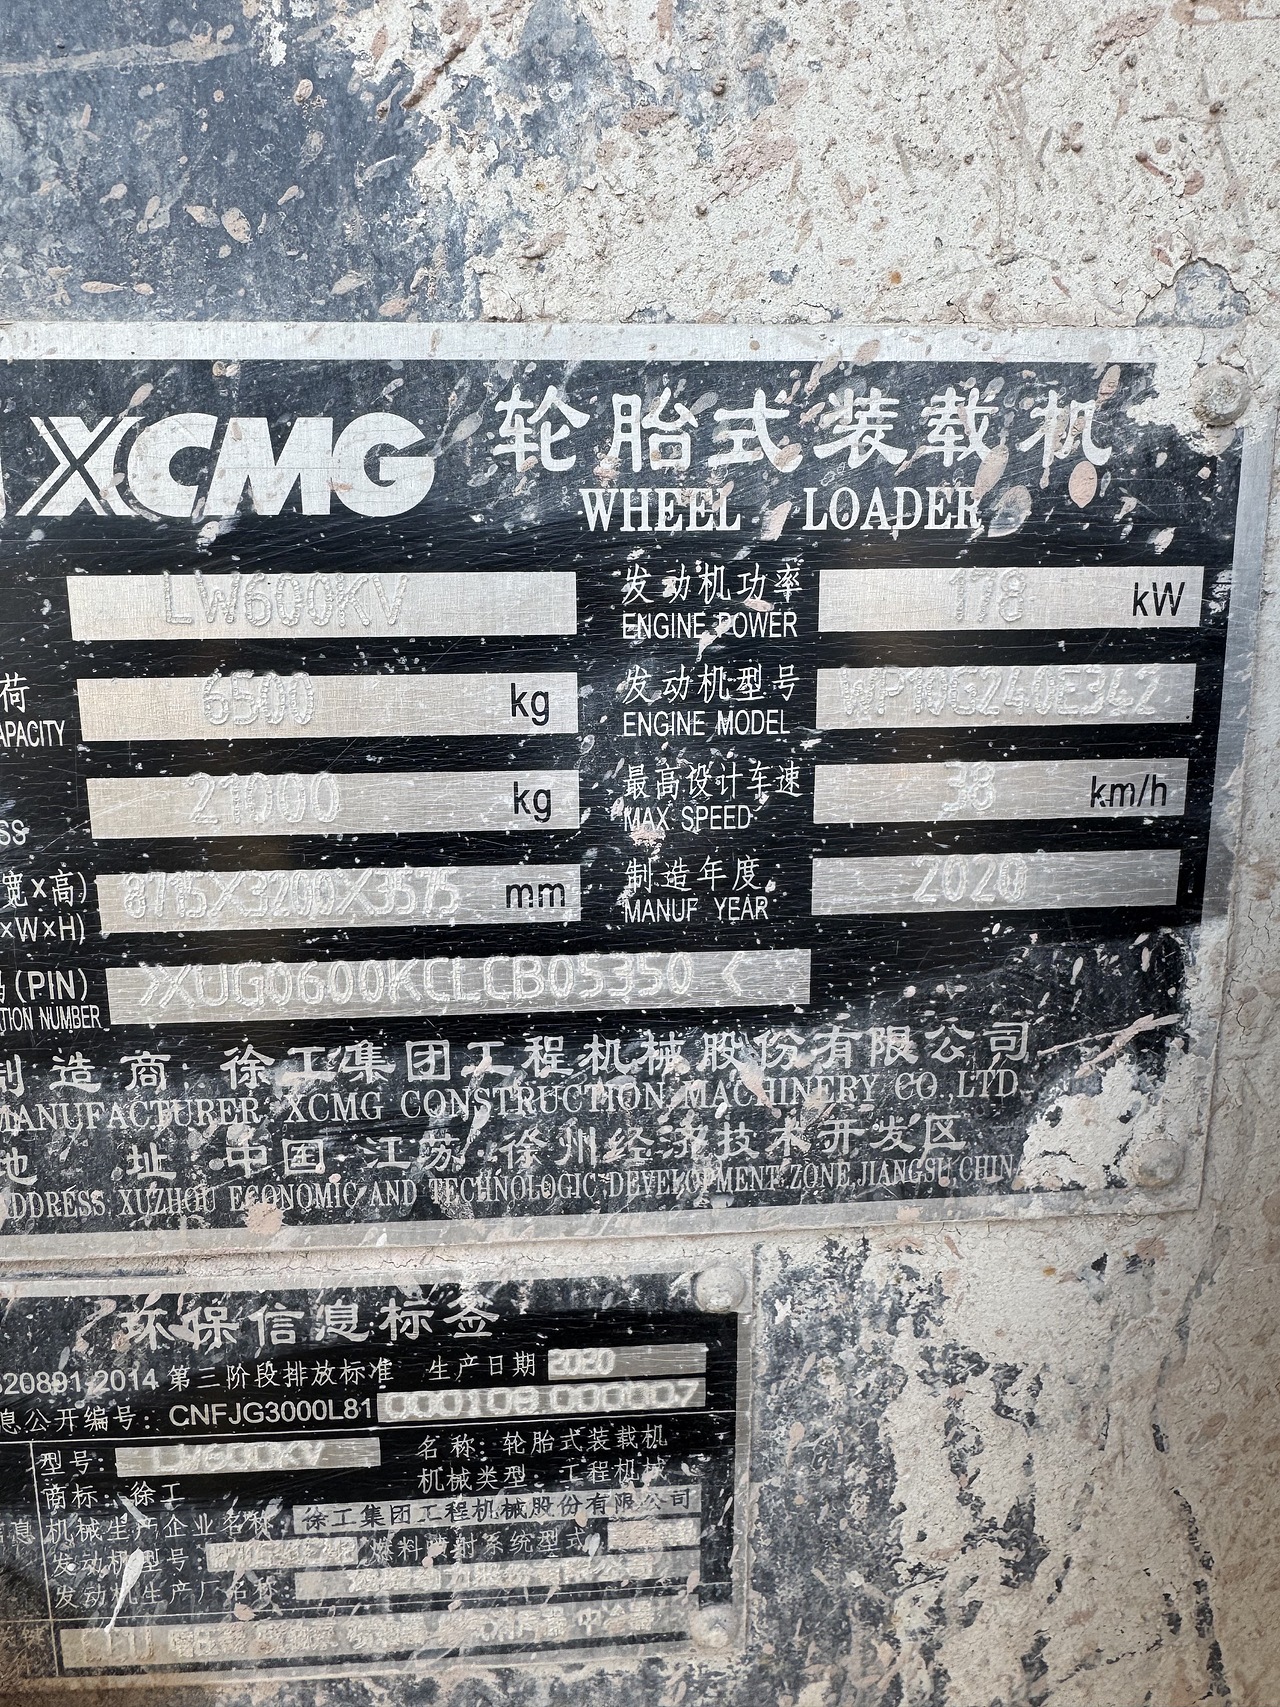 XCMG 轮胎式装载机
WHEEL LOADER
LW600KV 发动机功率 178 kW
ENGINE POWER
荷 6500 kg 发动机型号 WP10G240E342
APACITY ENGINE MODEL
21000 kg 最高设计车速 38 km/h
SS MAX SPEED
宽×高) 8715X3200X3575 mm 制造年度 2020
×W×H) MANUF YEAR
(PIN) XUG0600KCLCB05350 <
TION NUMBER
制造商: 徐工集团工程机械股份有限公司
MANUFACTURER: XCMG CONSTRUCTION MACHINERY CO.,LTD.
地 址: 中国·江苏·徐州经济技术开发区
ADDRESS: XUZHOU ECONOMIC AND TECHNOLOGIC DEVELOPMENT ZONE,JIANGSU,CHIN
环保信息标签
20891-2014 第三阶段排放标准 生产日期 2020
息公开编号: CNFJG3000L81 000108 000007
型号: LW600KV 名称: 轮胎式装载机
商标: 徐工 机械类型: 工程机械
信息 机械生产企业名称: 徐工集团工程机械股份有限公司
发动机型号: 燃料喷射系统型式:
发动机生产厂名称: